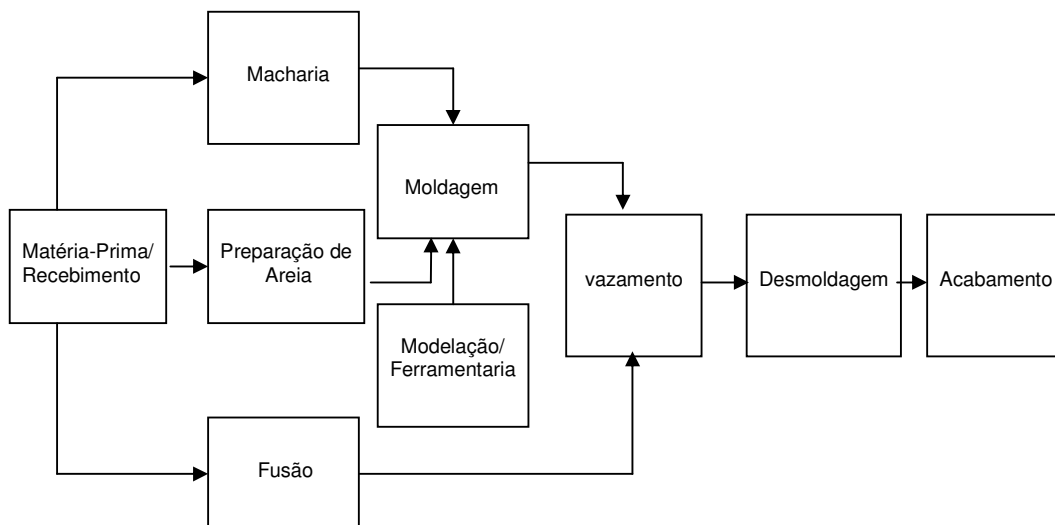 Macharia
Moldagem
Matéria-Prima/
Recebimento
Preparação de
Areia
vazamento
Desmoldagem
Acabamento
Modelação/
Ferramentaria
Fusão